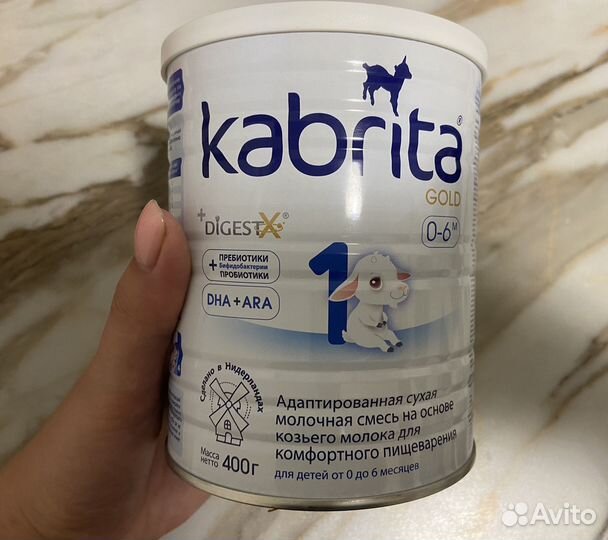 kabrita®
GOLD
+DIGESTX®
0-6 м
+ ПРЕБИОТИКИ
Бифидобактерии
ПРОБИОТИКИ
DHA+ARA
1
Сделано в Нидерландах
Адаптированная сухая
молочная смесь на основе
козьего молока для
комфортного пищеварения
для детей от 0 до 6 месяцев
Масса
нетто 400г
Avito